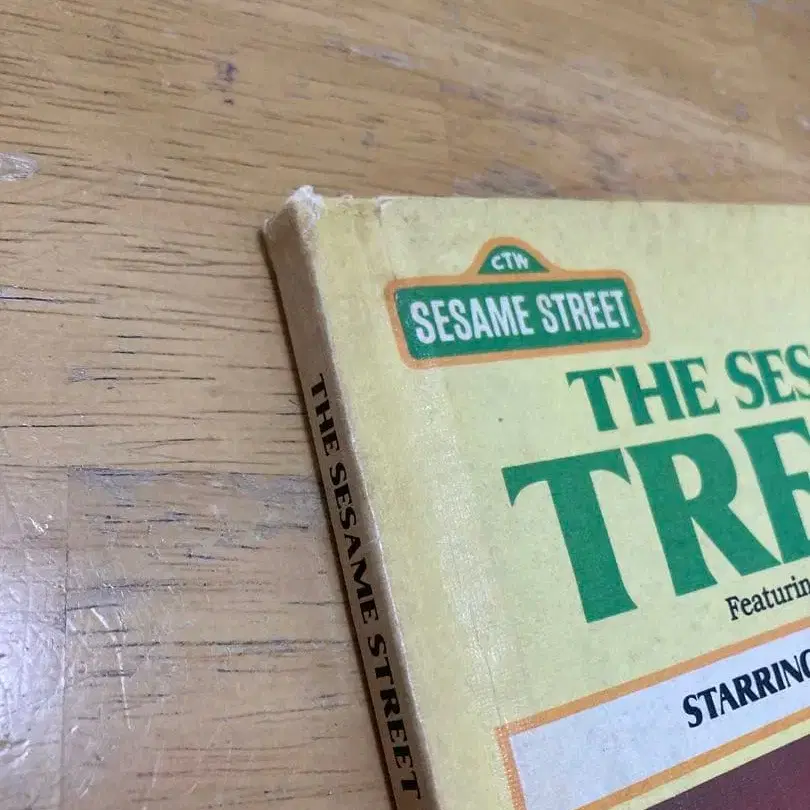 CTW
SESAME STREET
THE SES
TRE
Featurin
STARRING
THE SESAME STREET